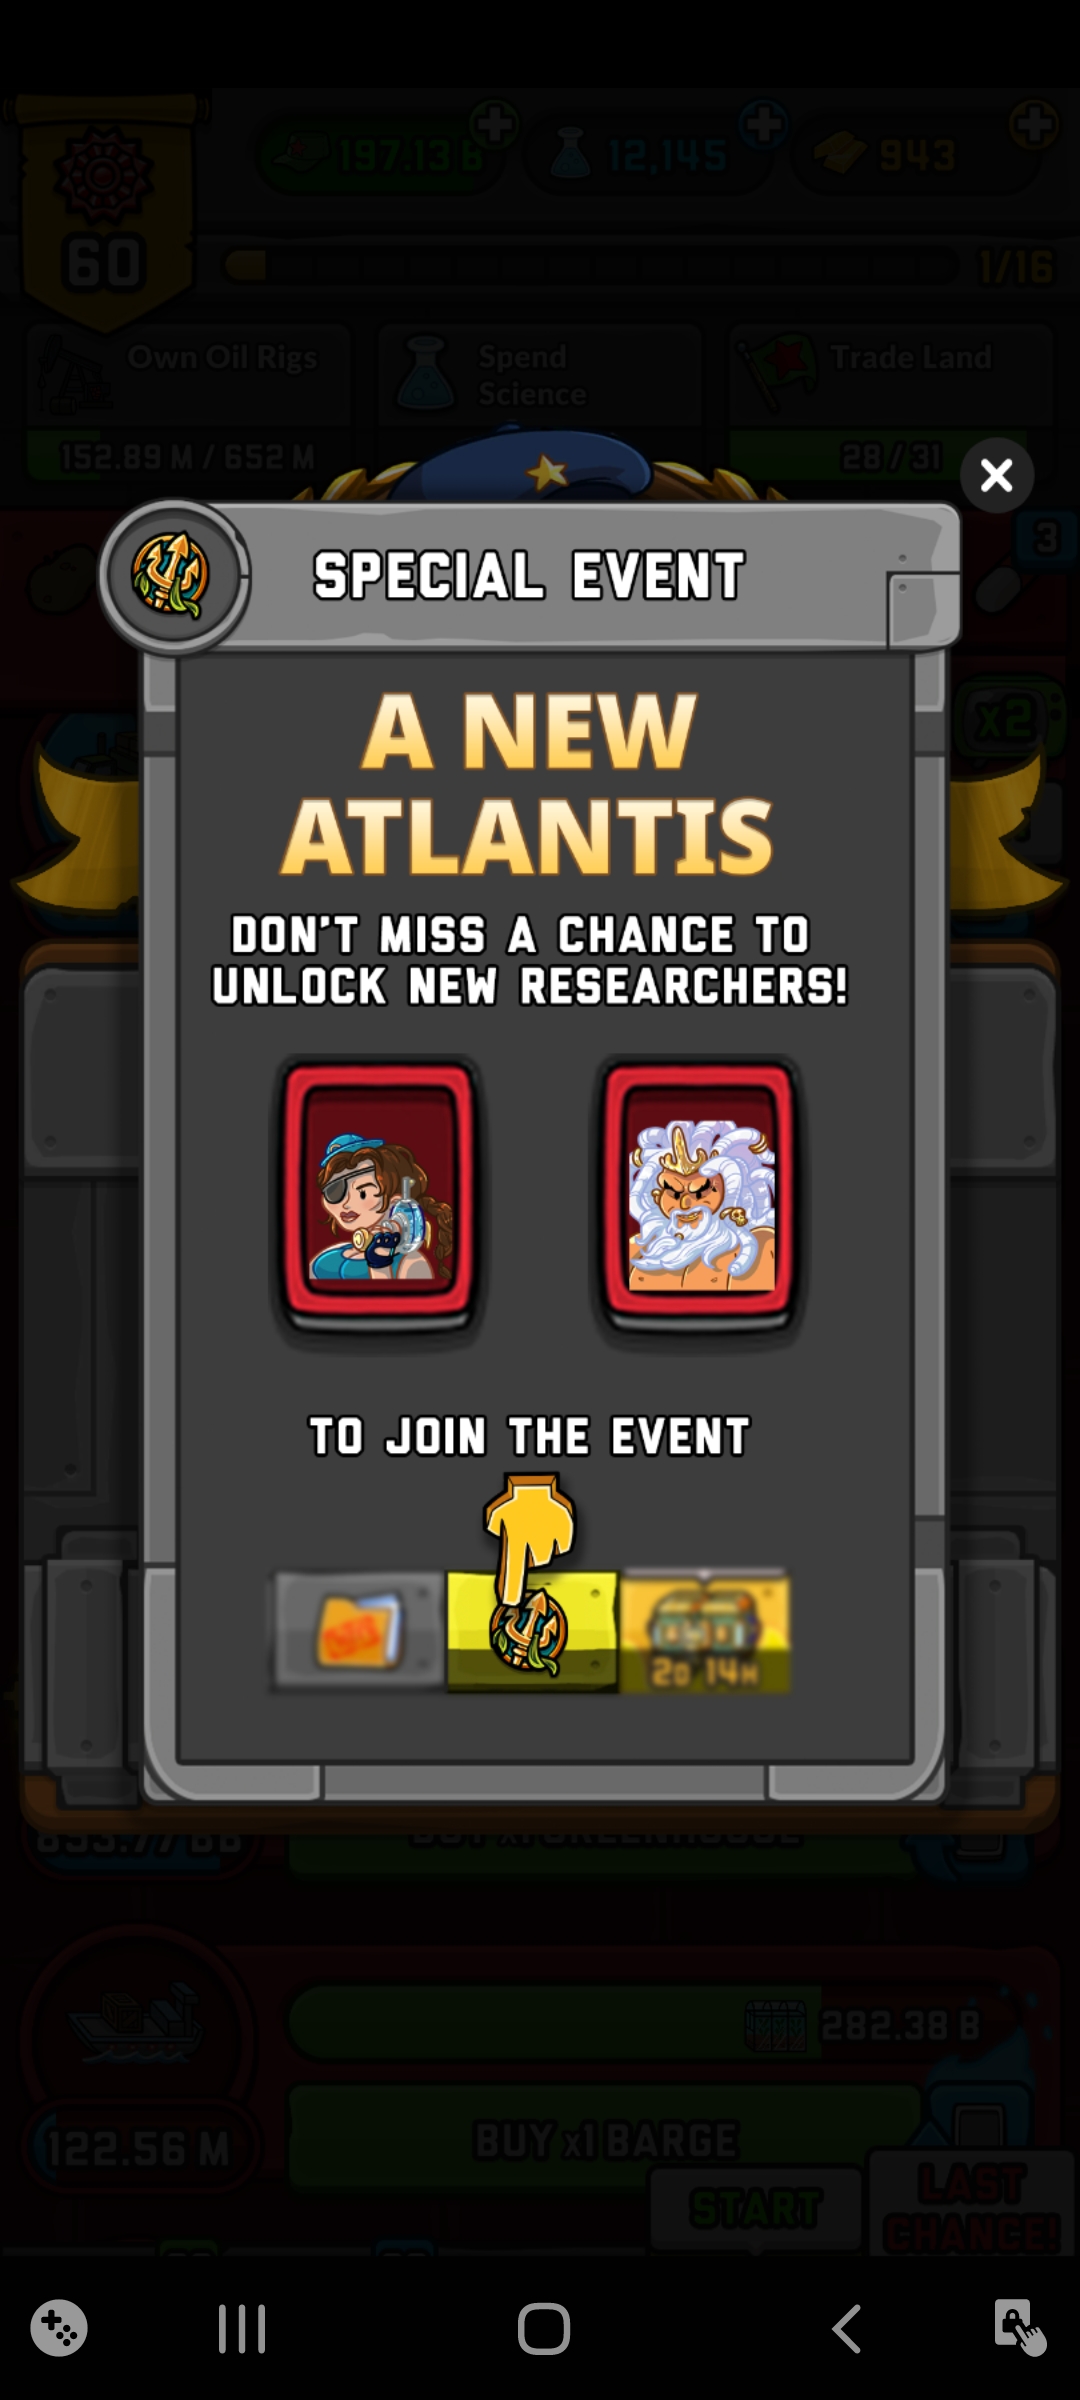 197.13 B
12,145
943
60
1/16
Own Oil Rigs
Spend
Science
Trade Land
152.89 M / 652 M
28/31
SPECIAL EVENT
3
x2
A NEW
ATLANTIS
DON'T MISS A CHANCE TO
UNLOCK NEW RESEARCHERS!
TO JOIN THE EVENT
2D 14H
282.38 B
122.56 M
BUY x1 BARGE
START
LAST
CHANCE!